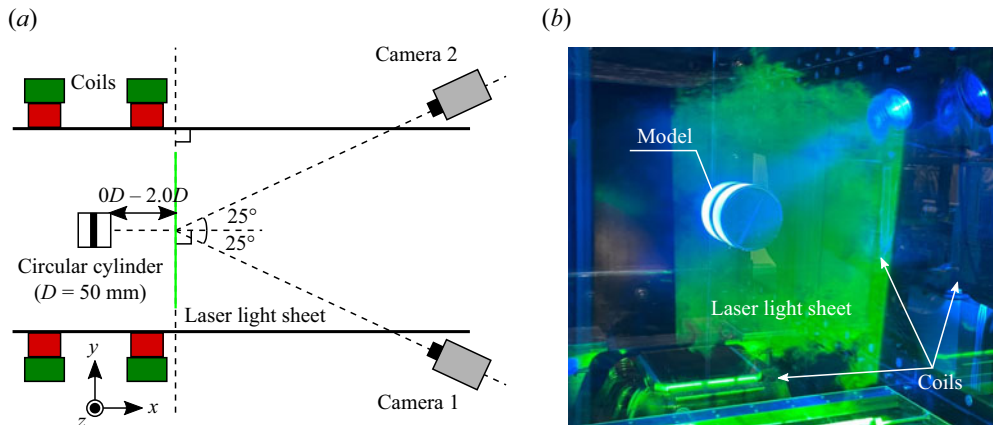 (a)
Coils
Camera 2
0D – 2.0D
25°
25°
Circular cylinder
(D = 50 mm)
Laser light sheet
y
x
z
Camera 1
(b)
Model
Laser light sheet
Coils